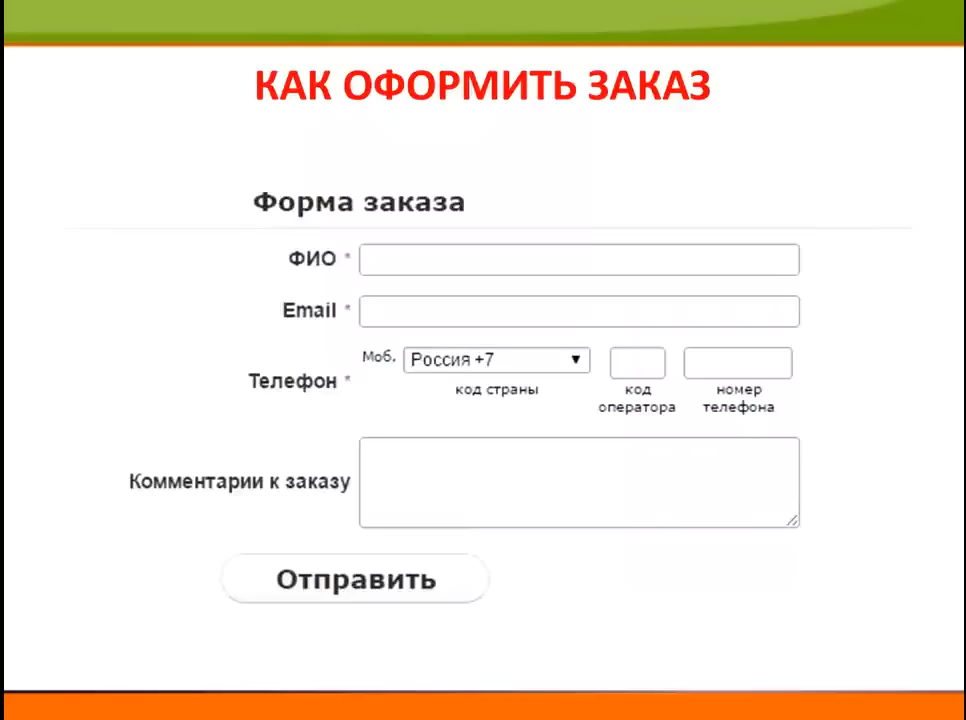 КАК ОФОРМИТЬ ЗАКАЗ
Форма заказа
ФИО *
Email *
Телефон * Моб. Россия +7
код страны
код оператора
номер телефона
Комментарии к заказу
Отправить